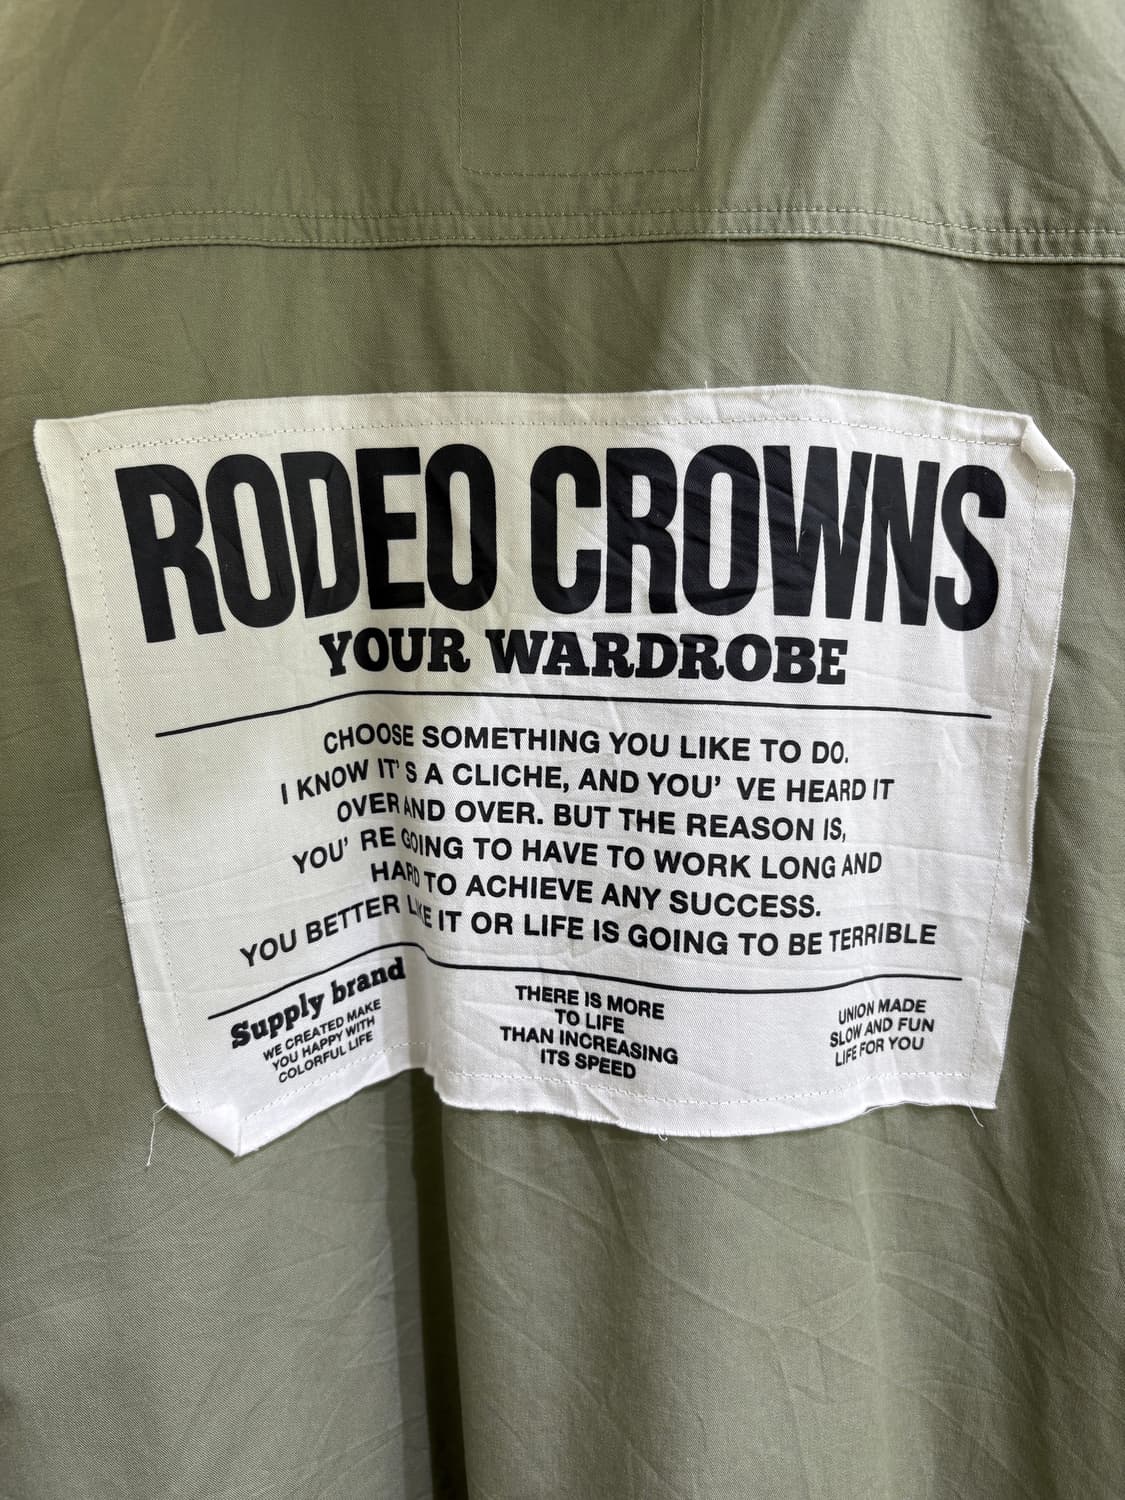 RODEO CROWNS
YOUR WARDROBE
CHOOSE SOMETHING YOU LIKE TO DO.
I KNOW IT' S A CLICHE, AND YOU' VE HEARD IT
OVER AND OVER. BUT THE REASON IS,
YOU' RE GOING TO HAVE TO WORK LONG AND
HARD TO ACHIEVE ANY SUCCESS.
YOU BETTER LIKE IT OR LIFE IS GOING TO BE TERRIBLE
Supply brand
WE CREATED MAKE
YOU HAPPY WITH
COLORFUL LIFE
THERE IS MORE
TO LIFE
THAN INCREASING
ITS SPEED
UNION MADE
SLOW AND FUN
LIFE FOR YOU